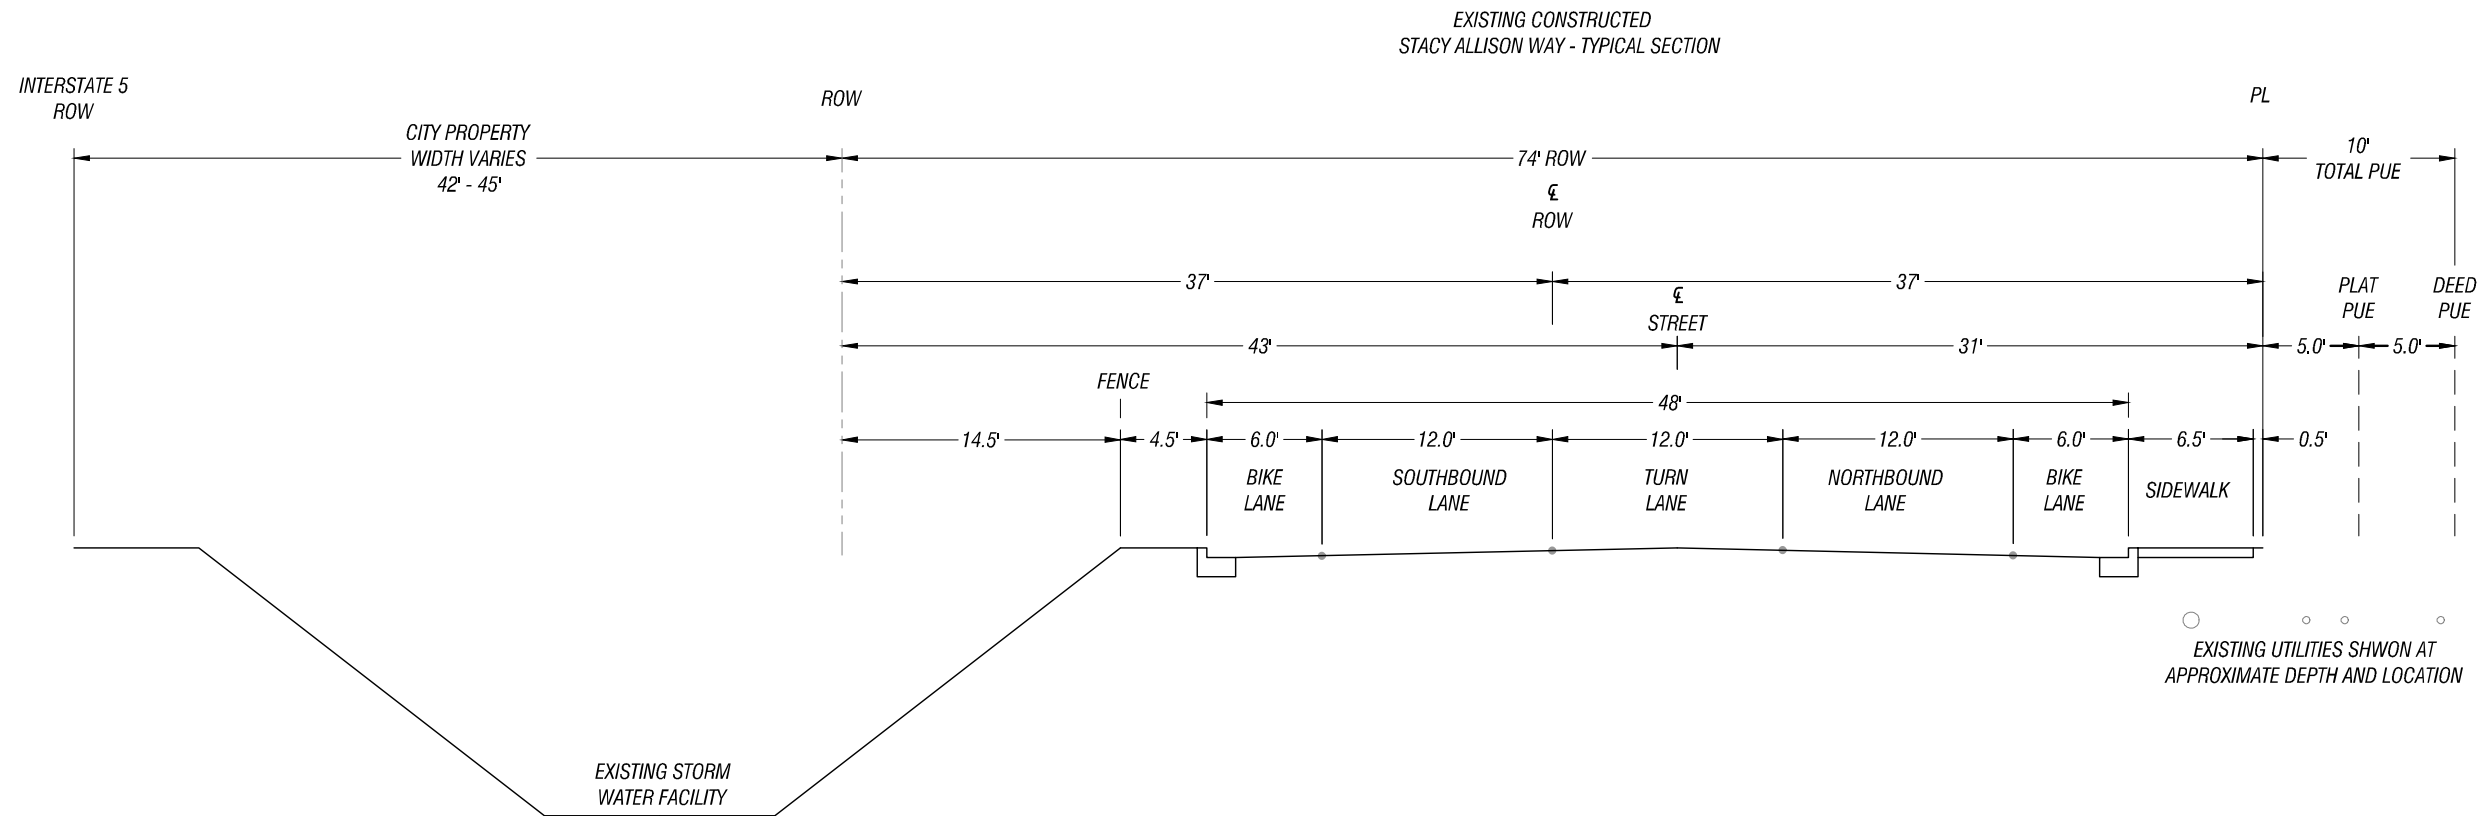 EXISTING CONSTRUCTED
STACY ALLISON WAY - TYPICAL SECTION
INTERSTATE 5
ROW
ROW
PL
CITY PROPERTY
WIDTH VARIES
42' - 45'
74' ROW
10'
TOTAL PUE
℄
ROW
37'
37'
PLAT
PUE
DEED
PUE
℄
STREET
43'
31'
5.0'
5.0'
FENCE
48'
14.5'
4.5'
6.0'
12.0'
12.0'
12.0'
6.0'
6.5'
0.5'
BIKE
LANE
SOUTHBOUND
LANE
TURN
LANE
NORTHBOUND
LANE
BIKE
LANE
SIDEWALK
EXISTING UTILITIES SHWON AT
APPROXIMATE DEPTH AND LOCATION
EXISTING STORM
WATER FACILITY